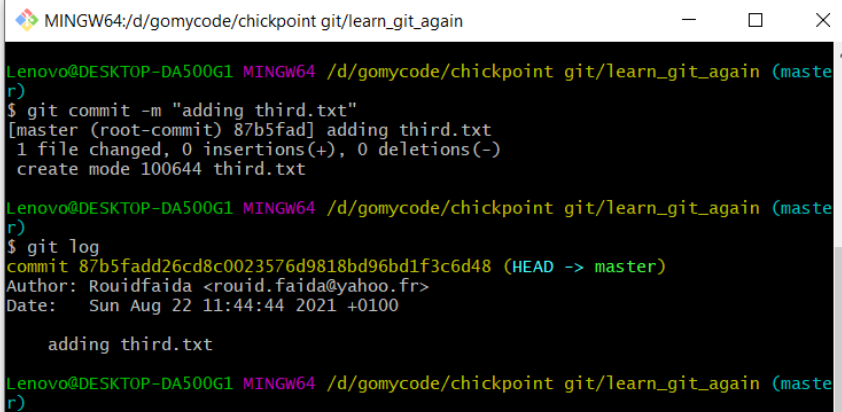 MINGW64:/d/gomycode/chickpoint git/learn_git_again
Lenovo@DESKTOP-DA500G1 MINGW64 /d/gomycode/chickpoint git/learn_git_again (maste
r)
$ git commit -m "adding third.txt"
[master (root-commit) 87b5fad] adding third.txt
 1 file changed, 0 insertions(+), 0 deletions(-)
 create mode 100644 third.txt
Lenovo@DESKTOP-DA500G1 MINGW64 /d/gomycode/chickpoint git/learn_git_again (maste
r)
$ git log
commit 87b5fadd26cd8c0023576d9818bd96bd1f3c6d48 (HEAD -> master)
Author: Rouidfaida <rouid.faida@yahoo.fr>
Date:   Sun Aug 22 11:44:44 2021 +0100
    adding third.txt
Lenovo@DESKTOP-DA500G1 MINGW64 /d/gomycode/chickpoint git/learn_git_again (maste
r)